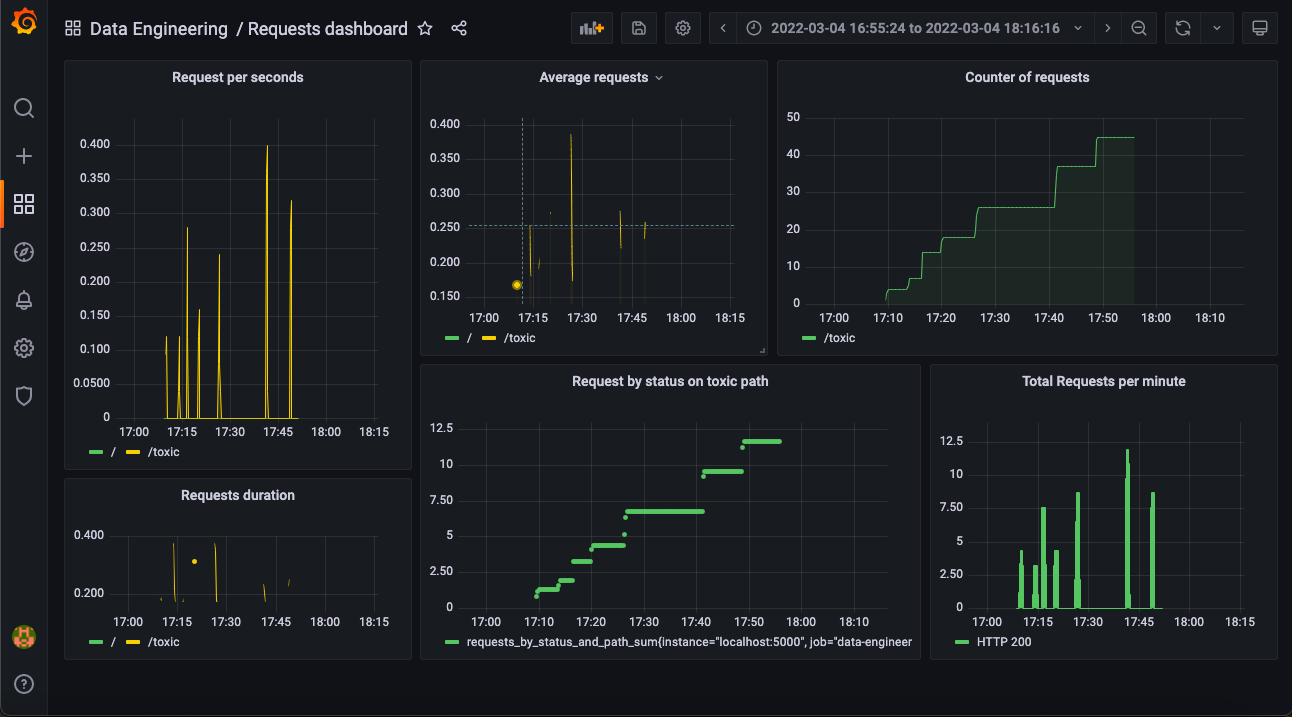 Data Engineering / Requests dashboard
2022-03-04 16:55:24 to 2022-03-04 18:16:16
Request per seconds
0.400
0.350
0.300
0.250
0.200
0.150
0.100
0.0500
0
17:00 17:15 17:30 17:45 18:00 18:15
/ /toxic
Average requests
0.400
0.350
0.300
0.250
0.200
0.150
17:00 17:15 17:30 17:45 18:00 18:15
/ /toxic
Counter of requests
50
40
30
20
10
0
17:00 17:10 17:20 17:30 17:40 17:50 18:00 18:10
/toxic
Requests duration
0.400
0.200
17:00 17:15 17:30 17:45 18:00 18:15
/ /toxic
Request by status on toxic path
12.5
10
7.50
5
2.50
0
17:00 17:10 17:20 17:30 17:40 17:50 18:00 18:10
requests_by_status_and_path_sum{instance="localhost:5000", job="data-engineer
Total Requests per minute
12.5
10
7.50
5
2.50
0
17:00 17:15 17:30 17:45 18:00 18:15
HTTP 200